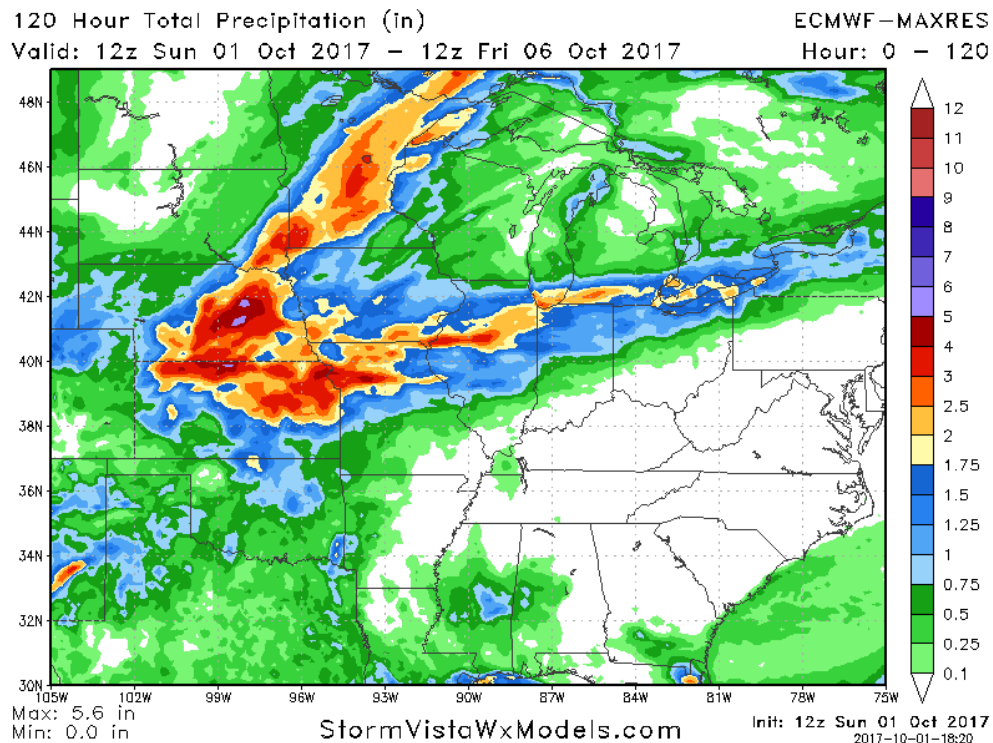 120 Hour Total Precipitation (in) ECMWF-MAXRES
Valid: 12z Sun 01 Oct 2017 - 12z Fri 06 Oct 2017 Hour: 0 - 120
48N
46N
44N
42N
40N
38N
36N
34N
32N
30N
105W 102W 99W 96W 93W 90W 87W 84W 81W 78W 75W
12
11
10
9
8
7
6
5
4
3
2.5
2
1.75
1.5
1.25
1
0.75
0.5
0.25
0.1
Max: 5.6 in
Min: 0.0 in
StormVistaWxModels.com
Init: 12z Sun 01 Oct 2017
2017-10-01-18:20